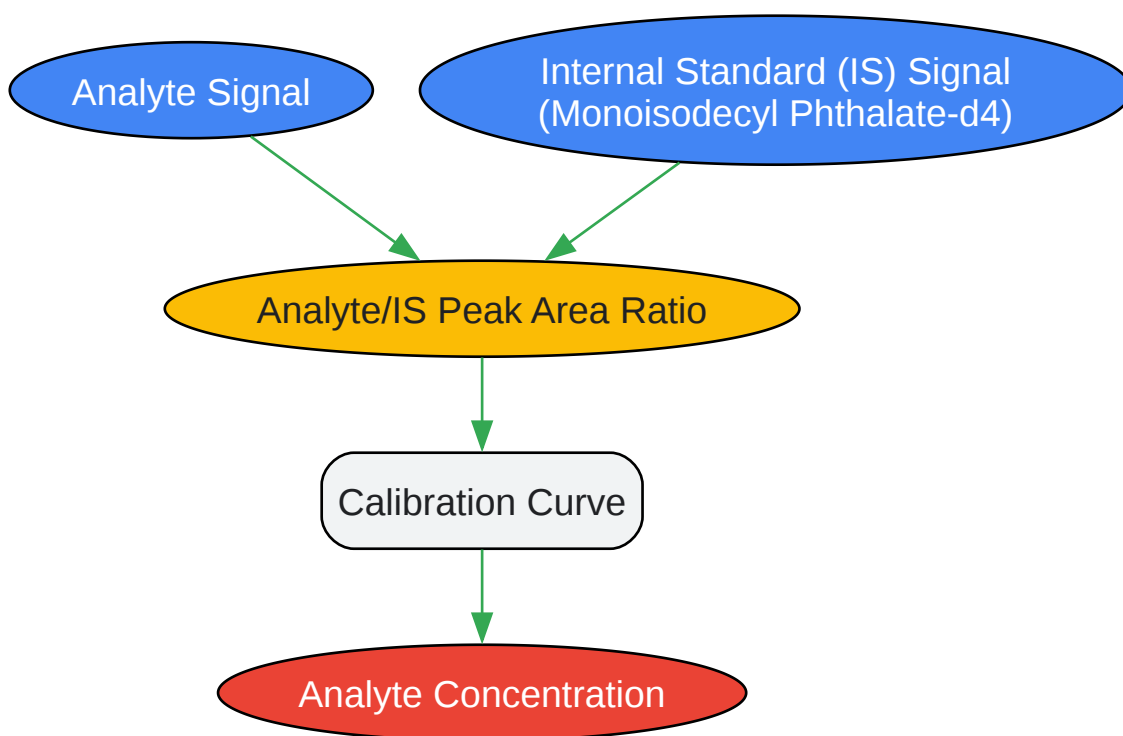 Analyte Signal
Internal Standard (IS) Signal
(Monoisodecyl Phthalate-d4)
Analyte/IS Peak Area Ratio
Calibration Curve
Analyte Concentration